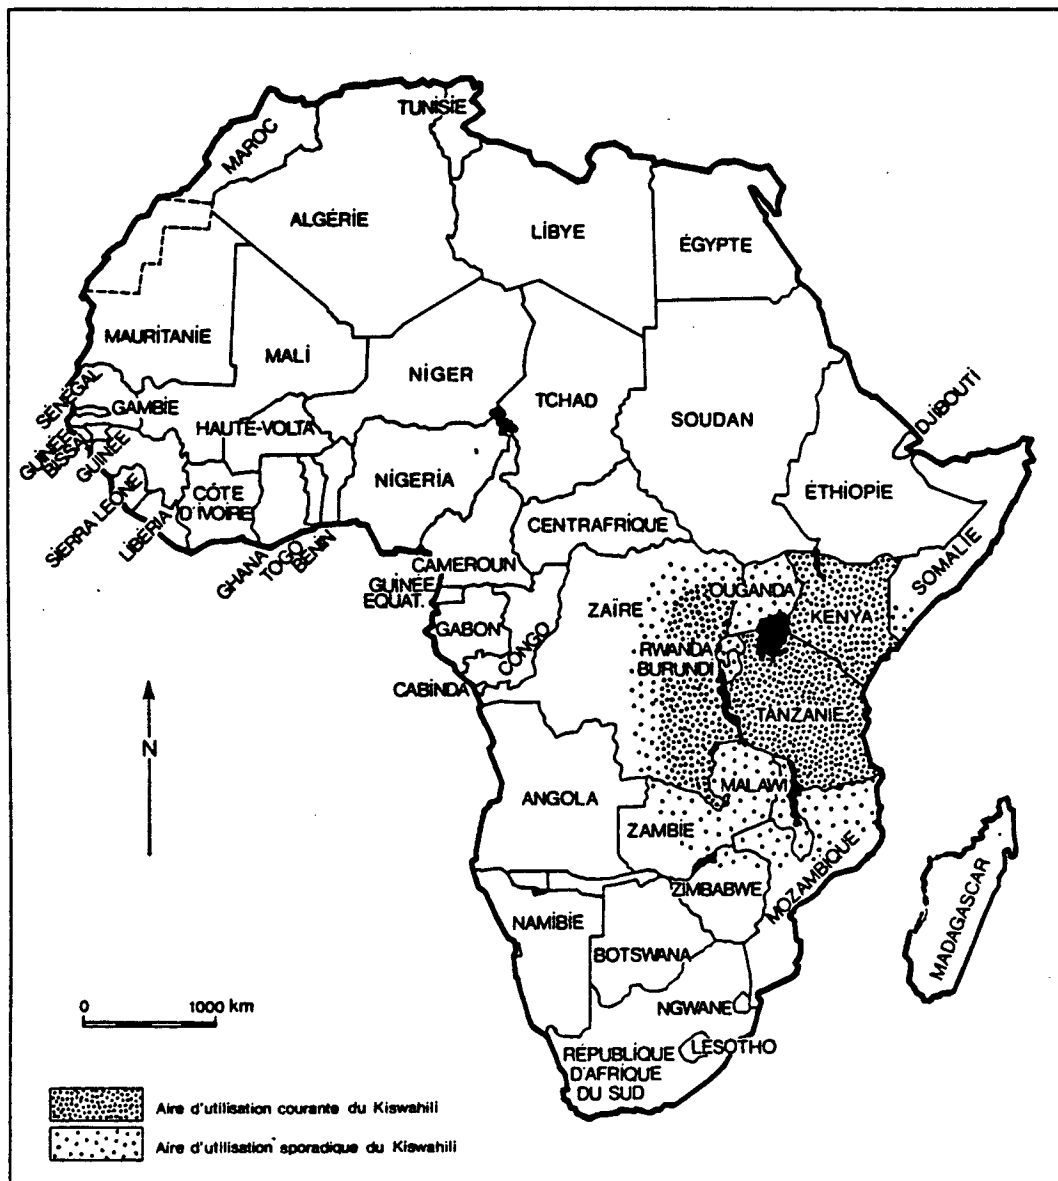 TUNISIE
MAROC
ALGÉRIE
LIBYE
ÉGYPTE
MAURITANIE
MALI
NIGER
TCHAD
SOUDAN
DJIBOUTI
SÉNÉGAL
GAMBIE
GUINÉE
BISSAU
GUINÉE
HAUTE-VOLTA
NIGERIA
ÉTHIOPIE
SIERRA LEONE
LIBÉRIA
CÔTE
D'IVOIRE
GHANA
TOGO
BÉNIN
CENTRAFRIQUE
CAMEROUN
SOMALIE
GUINÉE
EQUAT.
OUGANDA
KENYA
ZAÏRE
GABON
CONGO
RWANDA
BURUNDI
CABINDA
TANZANIE
N
ANGOLA
MALAWI
ZAMBIE
MOZAMBIQUE
ZIMBABWE
MADAGASCAR
NAMIBIE
BOTSWANA
NGWANE
0 1000 km
LESOTHO
RÉPUBLIQUE
D'AFRIQUE
DU SUD
Aire d'utilisation courante du Kiswahili
Aire d'utilisation sporadique du Kiswahili